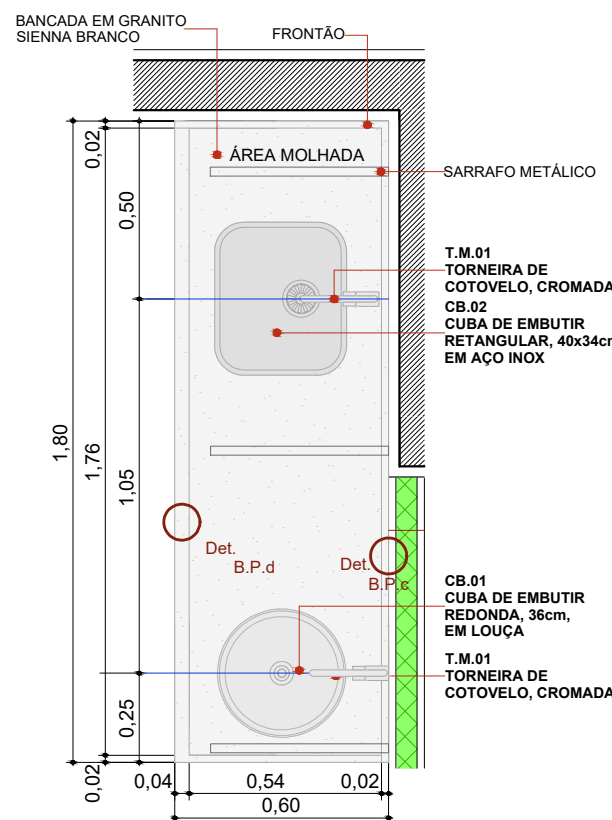 BANCADA EM GRANITO
SIENNA BRANCO
FRONTÃO
ÁREA MOLHADA
SARRAFO METÁLICO
T.M.01
TORNEIRA DE
COTOVELO, CROMADA
CB.02
CUBA DE EMBUTIR
RETANGULAR, 40x34cm
EM AÇO INOX
0,02
0,50
1,80
1,76
1,05
Det.
B.P.d
Det.
B.P.c
CB.01
CUBA DE EMBUTIR
REDONDA, 36cm,
EM LOUÇA
T.M.01
TORNEIRA DE
COTOVELO, CROMADA
0,25
0,02
0,04
0,54
0,02
0,60